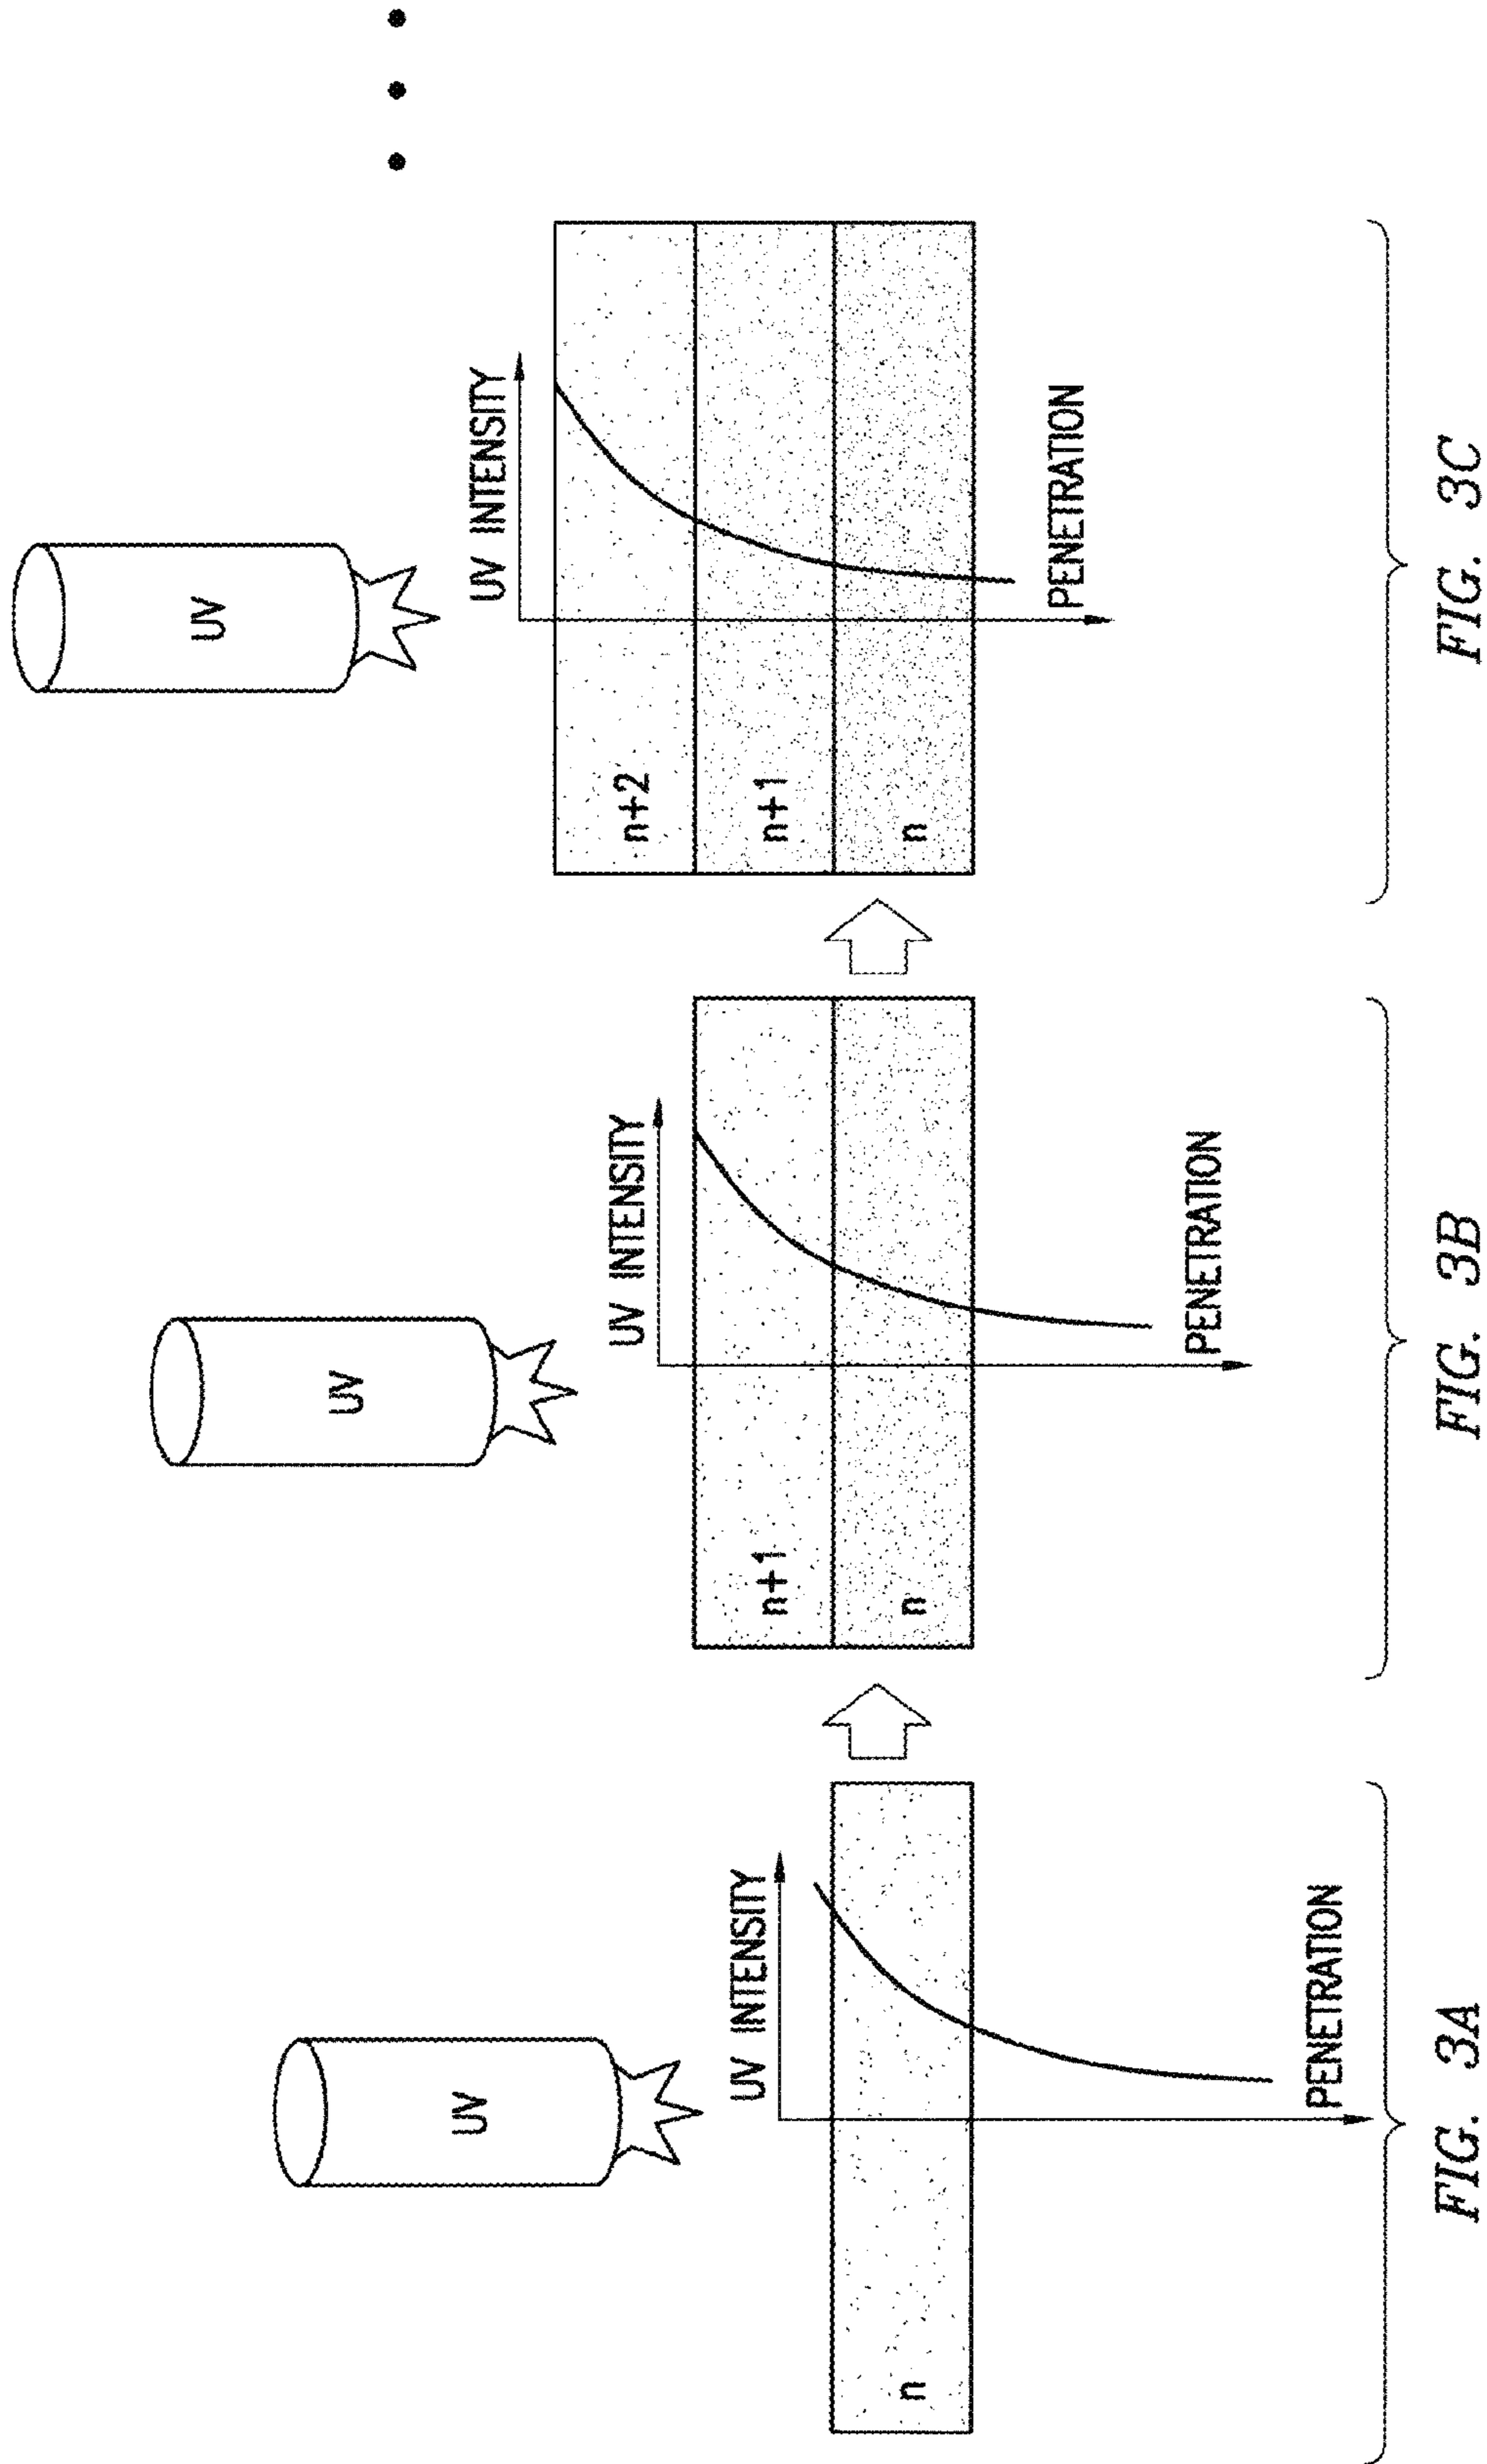 UV
UV INTENSITY
n
PENETRATION
FIG. 3A
UV
UV INTENSITY
n+1
n
PENETRATION
FIG. 3B
UV
UV INTENSITY
n+2
n+1
n
PENETRATION
FIG. 3C